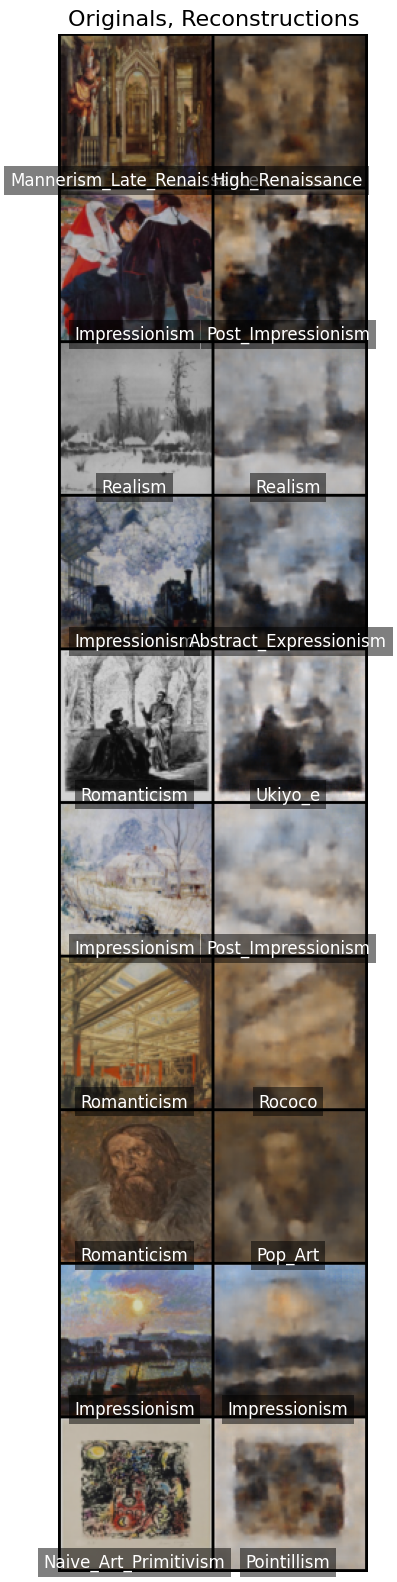 Originals, Reconstructions
Mannerism_Late_Renaissance High_Renaissance
Impressionism Post_Impressionism
Realism Realism
Impressionism Abstract_Expressionism
Romanticism Ukiyo_e
Impressionism Post_Impressionism
Romanticism Rococo
Romanticism Pop_Art
Impressionism Impressionism
Naive_Art_Primitivism Pointillism